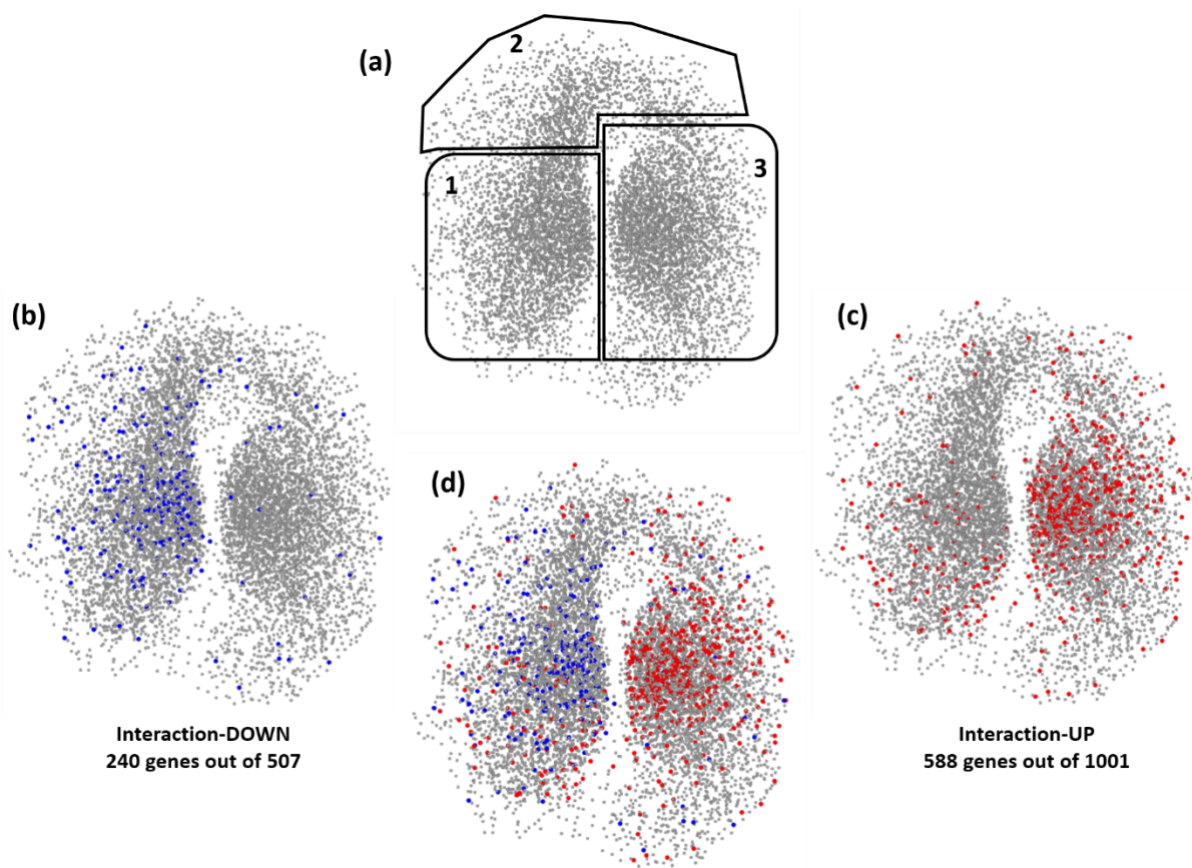 (a)
2
1
3
(b)
(c)
(d)
Interaction-DOWN
240 genes out of 507
Interaction-UP
588 genes out of 1001